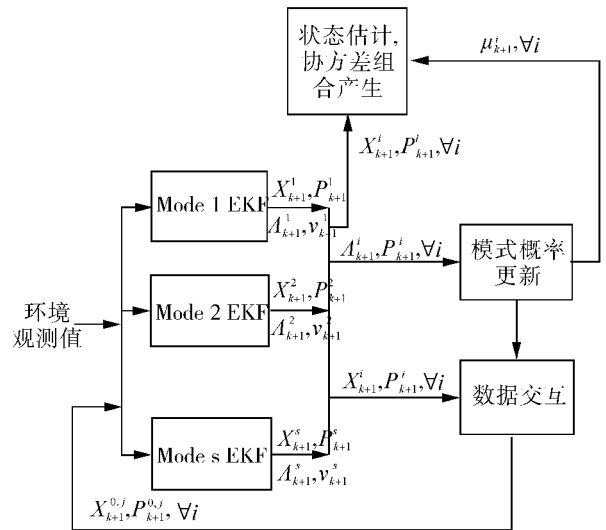 状态估计,
协方差组
合产生
μ^i_{k+1},∀i
X^i_{k+1},P^i_{k+1},∀i
X^1_{k+1},P^1_{k+1}
Mode 1 EKF
Λ^1_{k+1},v^1_{k+1}
Λ^i_{k+1},P^i_{k+1},∀i
模式概率
更新
X^2_{k+1},P^2_{k+1}
Mode 2 EKF
Λ^2_{k+1},v^2_{k+1}
环境
观测值
X^i_{k+1},P^i_{k+1},∀i
数据交互
X^s_{k+1},P^s_{k+1}
Mode s EKF
Λ^s_{k+1},v^s_{k+1}
X^{0,j}_{k+1},P^{0,j}_{k+1}, ∀i